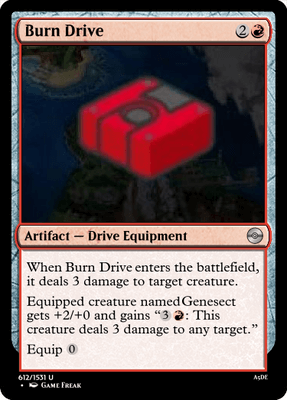 Burn Drive 2
Artifact — Drive Equipment
When Burn Drive enters the battlefield,
it deals 3 damage to target creature.
Equipped creature named Genesect
gets +2/+0 and gains “3: This
creature deals 3 damage to any target.”
Equip 0
612/1531 U
A5DE
• GAME FREAK